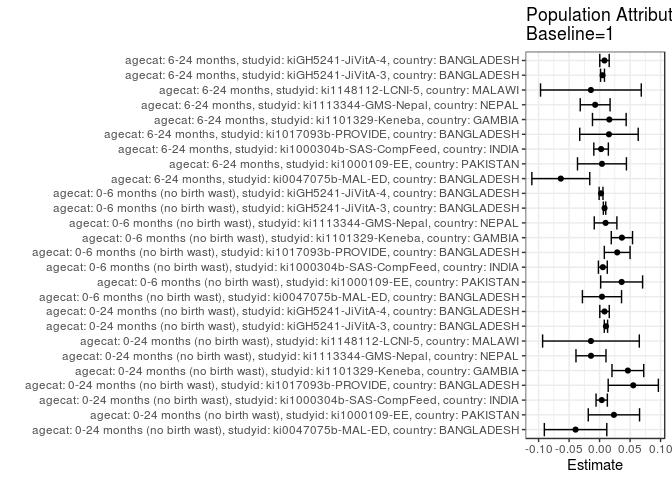 Population Attribut
Baseline=1
agecat: 6-24 months, studyid: kiGH5241-JiVitA-4, country: BANGLADESH
agecat: 6-24 months, studyid: kiGH5241-JiVitA-3, country: BANGLADESH
agecat: 6-24 months, studyid: ki1148112-LCNI-5, country: MALAWI
agecat: 6-24 months, studyid: ki1113344-GMS-Nepal, country: NEPAL
agecat: 6-24 months, studyid: ki1101329-Keneba, country: GAMBIA
agecat: 6-24 months, studyid: ki1017093b-PROVIDE, country: BANGLADESH
agecat: 6-24 months, studyid: ki1000304b-SAS-CompFeed, country: INDIA
agecat: 6-24 months, studyid: ki1000109-EE, country: PAKISTAN
agecat: 6-24 months, studyid: ki0047075b-MAL-ED, country: BANGLADESH
agecat: 0-6 months (no birth wast), studyid: kiGH5241-JiVitA-4, country: BANGLADESH
agecat: 0-6 months (no birth wast), studyid: kiGH5241-JiVitA-3, country: BANGLADESH
agecat: 0-6 months (no birth wast), studyid: ki1113344-GMS-Nepal, country: NEPAL
agecat: 0-6 months (no birth wast), studyid: ki1101329-Keneba, country: GAMBIA
agecat: 0-6 months (no birth wast), studyid: ki1017093b-PROVIDE, country: BANGLADESH
agecat: 0-6 months (no birth wast), studyid: ki1000304b-SAS-CompFeed, country: INDIA
agecat: 0-6 months (no birth wast), studyid: ki1000109-EE, country: PAKISTAN
agecat: 0-6 months (no birth wast), studyid: ki0047075b-MAL-ED, country: BANGLADESH
agecat: 0-24 months (no birth wast), studyid: kiGH5241-JiVitA-4, country: BANGLADESH
agecat: 0-24 months (no birth wast), studyid: kiGH5241-JiVitA-3, country: BANGLADESH
agecat: 0-24 months (no birth wast), studyid: ki1148112-LCNI-5, country: MALAWI
agecat: 0-24 months (no birth wast), studyid: ki1113344-GMS-Nepal, country: NEPAL
agecat: 0-24 months (no birth wast), studyid: ki1101329-Keneba, country: GAMBIA
agecat: 0-24 months (no birth wast), studyid: ki1017093b-PROVIDE, country: BANGLADESH
agecat: 0-24 months (no birth wast), studyid: ki1000304b-SAS-CompFeed, country: INDIA
agecat: 0-24 months (no birth wast), studyid: ki1000109-EE, country: PAKISTAN
agecat: 0-24 months (no birth wast), studyid: ki0047075b-MAL-ED, country: BANGLADESH
-0.10 -0.05 0.00 0.05 0.10
Estimate